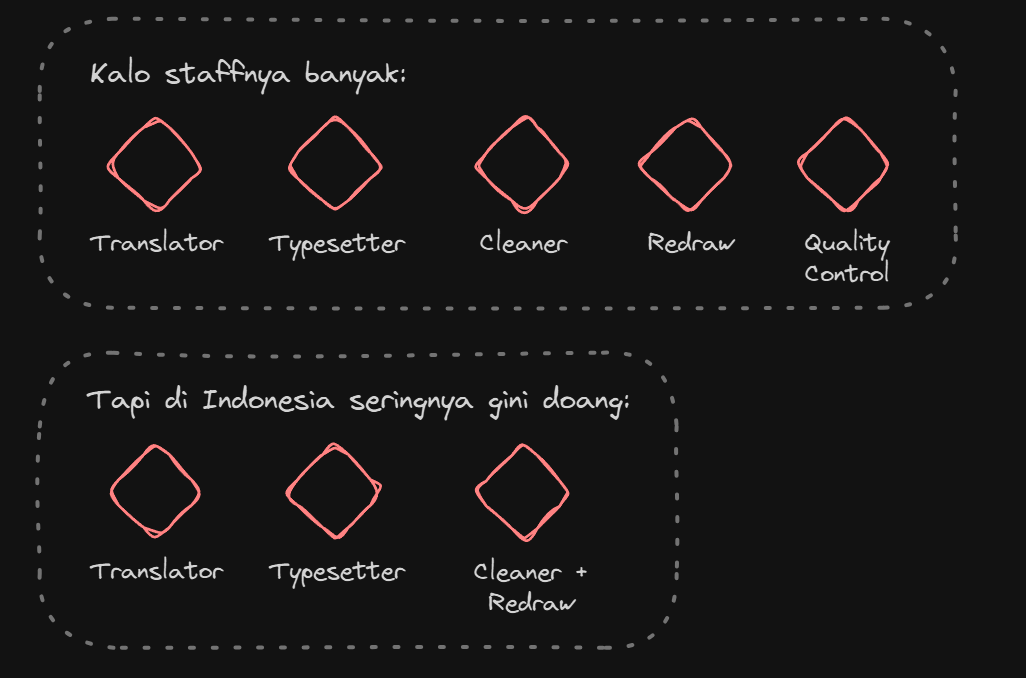 Kalo staffnya banyak:
Translator
Typesetter
Cleaner
Redraw
Quality
Control
Tapi di Indonesia seringnya gini doang:
Translator
Typesetter
Cleaner +
Redraw